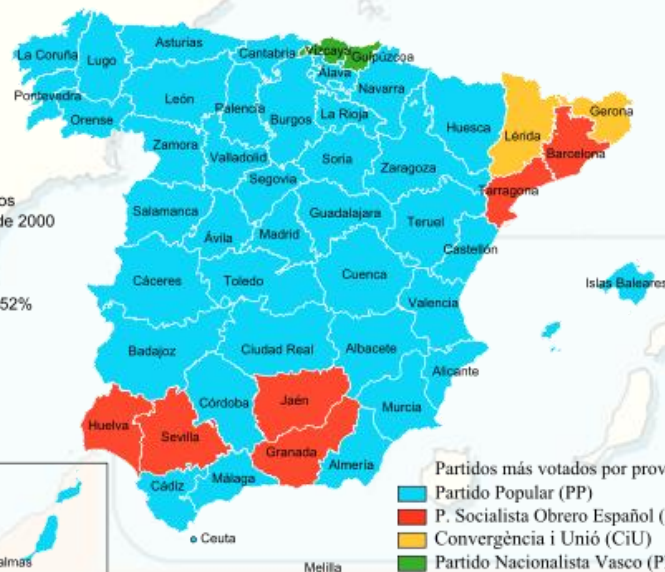 Asturias
La Coruña
Lugo
Cantabria
Vizcaya
Guipúzcoa
Álava
Navarra
Pontevedra
Orense
León
Palencia
Burgos
La Rioja
Huesca
Lérida
Gerona
Barcelona
Zamora
Valladolid
Soria
Zaragoza
Segovia
Tarragona
os
de 2000
Salamanca
Ávila
Madrid
Guadalajara
Teruel
Castellón
Cáceres
Toledo
Cuenca
Islas Baleares
52%
Valencia
Badajoz
Ciudad Real
Albacete
Alicante
Huelva
Sevilla
Córdoba
Jaén
Murcia
Granada
Almería
Cádiz
Málaga
Ceuta
Melilla
almas
Partidos más votados por prov
Partido Popular (PP)
P. Socialista Obrero Español (
Convergència i Unió (CiU)
Partido Nacionalista Vasco (P